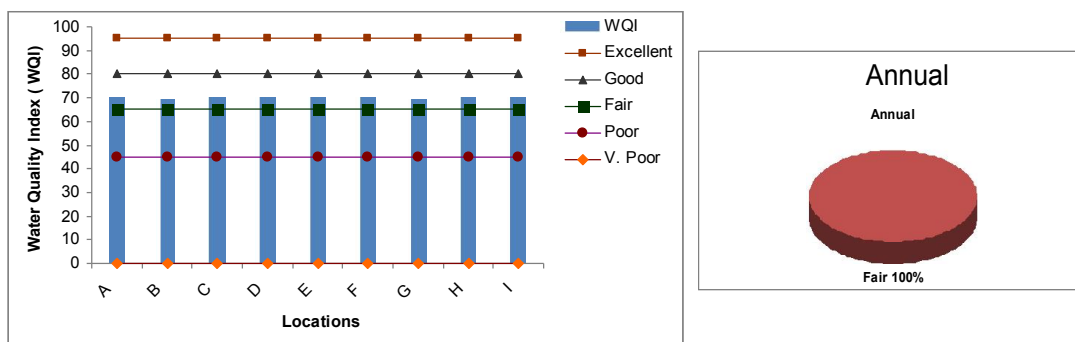 100
90
80
70
60
50
40
30
20
10
0
Water Quality Index ( WQI)
A
B
C
D
E
F
G
H
I
Locations
WQI
Excellent
Good
Fair
Poor
V. Poor
Annual
Annual
Fair 100%